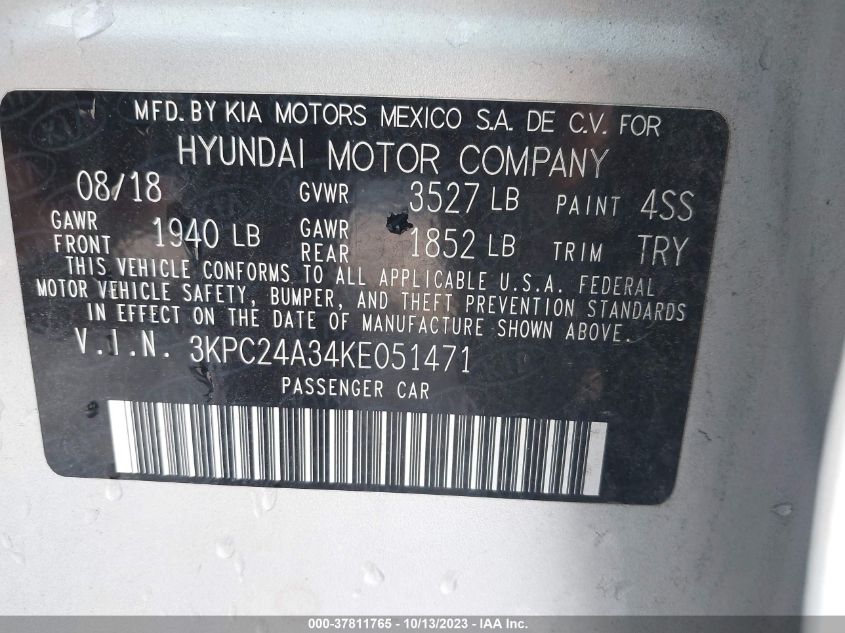 MFD. BY KIA MOTORS MEXICO S.A. DE C.V. FOR
HYUNDAI MOTOR COMPANY
08/18 GVWR 3527 LB PAINT 4SS
GAWR FRONT 1940 LB GAWR REAR 1852 LB TRIM TRY
THIS VEHICLE CONFORMS TO ALL APPLICABLE U.S.A. FEDERAL
MOTOR VEHICLE SAFETY, BUMPER, AND THEFT PREVENTION STANDARDS
IN EFFECT ON THE DATE OF MANUFACTURE SHOWN ABOVE.
V.I.N. 3KPC24A34KE051471
PASSENGER CAR
000-37811765 - 10/13/2023 - IAA Inc.